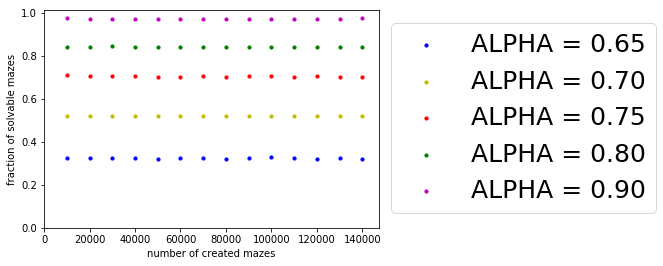 1.0
0.8
0.6
0.4
0.2
0.0
fraction of solvable mazes
0 20000 40000 60000 80000 100000 120000 140000
number of created mazes
ALPHA = 0.65
ALPHA = 0.70
ALPHA = 0.75
ALPHA = 0.80
ALPHA = 0.90